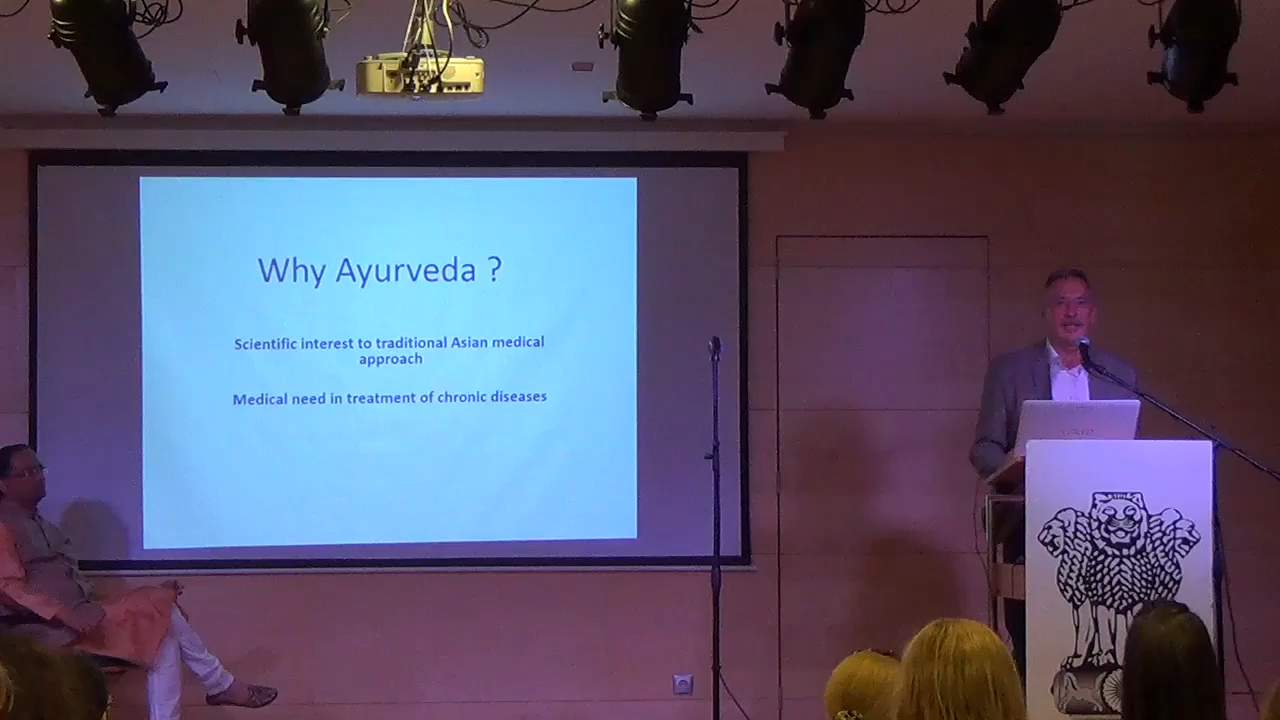 Why Ayurveda ?
Scientific interest to traditional Asian medical
approach
Medical need in treatment of chronic diseases